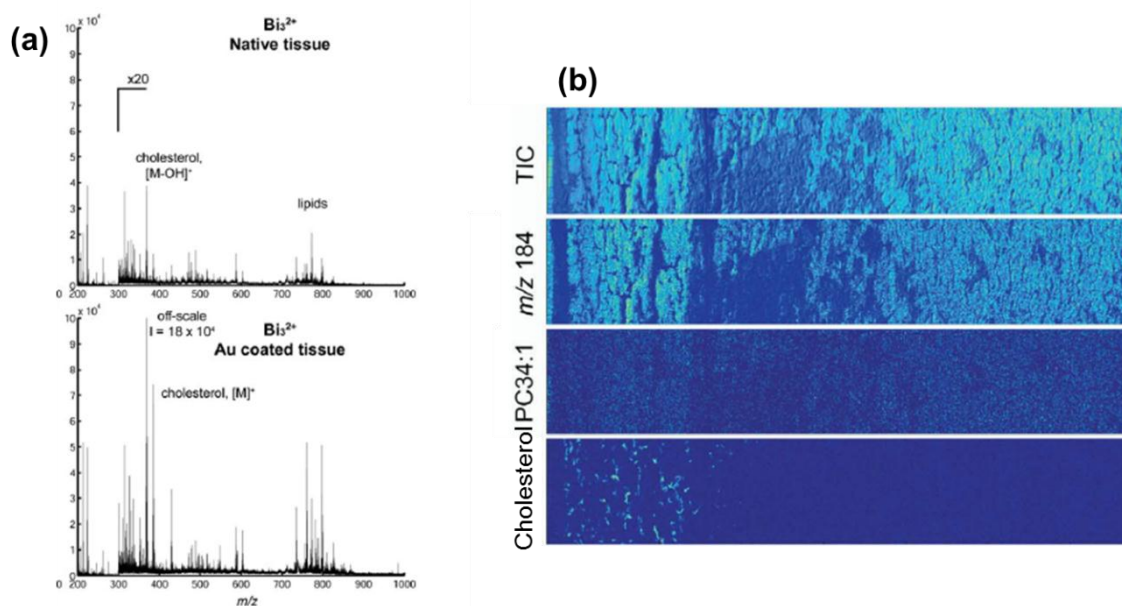 (a)
x 10⁴
Bi₃²⁺
Native tissue
10
9
8
7
6
5
4
3
2
1
0
x20
cholesterol,
[M-OH]⁺
lipids
200 300 400 500 600 700 800 900 1000
x 10⁴
off-scale
I = 18 x 10⁴
Bi₃²⁺
Au coated tissue
10
9
8
7
6
5
4
3
2
1
0
cholesterol, [M]⁺
200 300 400 500 600 700 800 900 1000
m/z
(b)
TIC
m/z 184
PC34:1
Cholesterol